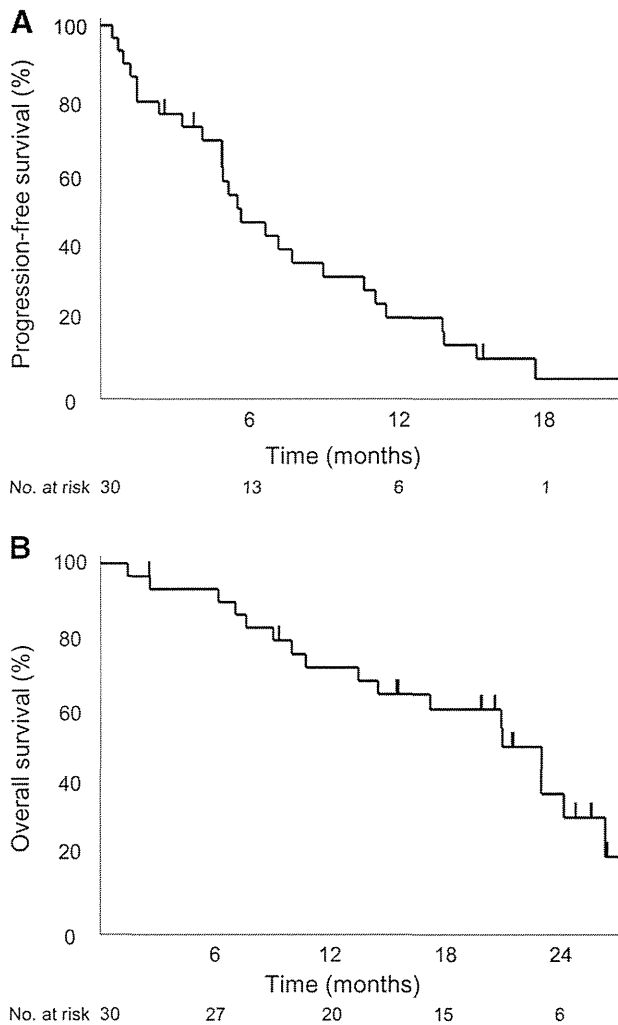 A
Progression-free survival (%)
100
80
60
40
20
0
6 12 18
Time (months)
No. at risk 30 13 6 1
B
Overall survival (%)
100
80
60
40
20
0
6 12 18 24
Time (months)
No. at risk 30 27 20 15 6